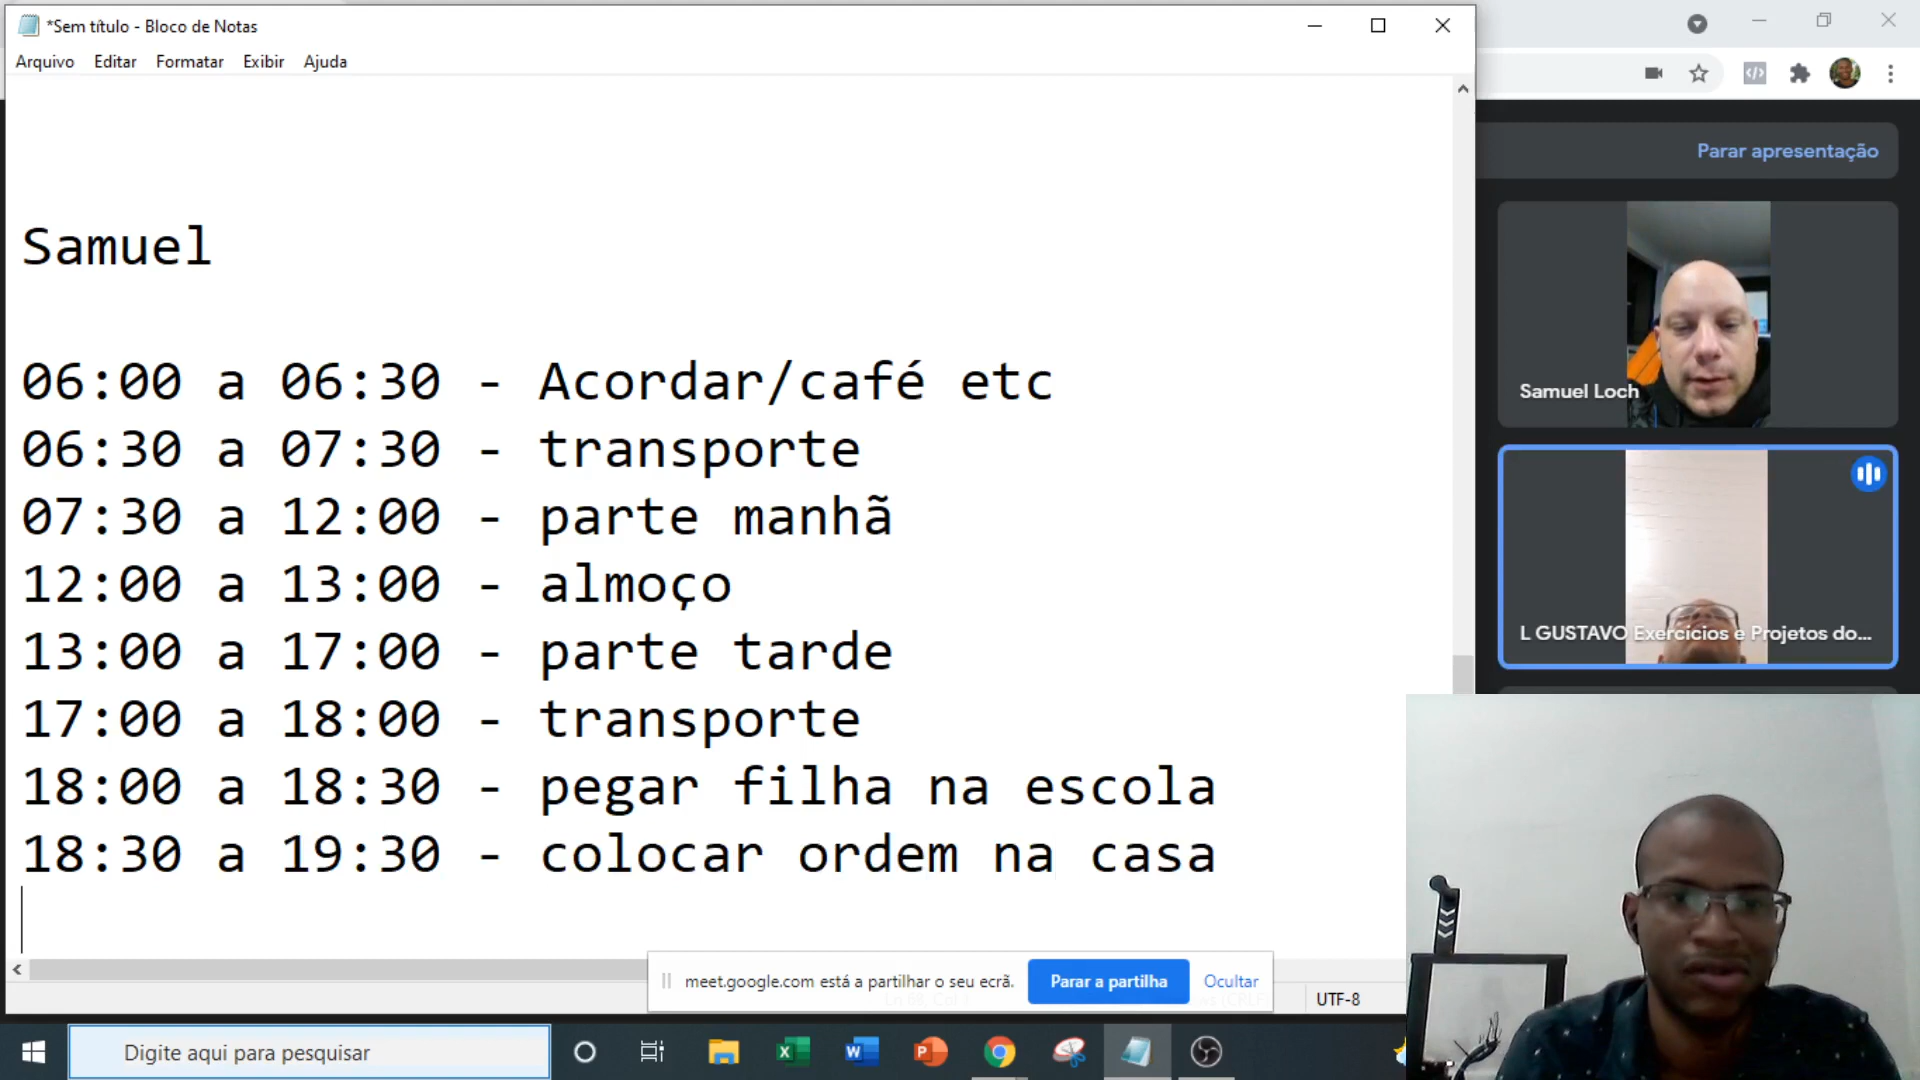 *Sem título - Bloco de Notas
Arquivo Editar Formatar Exibir Ajuda
Parar apresentação
Samuel
06:00 a 06:30 - Acordar/café etc
06:30 a 07:30 - transporte
07:30 a 12:00 - parte manhã
12:00 a 13:00 - almoço
13:00 a 17:00 - parte tarde
17:00 a 18:00 - transporte
18:00 a 18:30 - pegar filha na escola
18:30 a 19:30 - colocar ordem na casa
Samuel Loch
L GUSTAVO Exercicios e Projetos do...
meet.google.com está a partilhar o seu ecrã. Parar a partilha Ocultar
UTF-8
Digite aqui para pesquisar